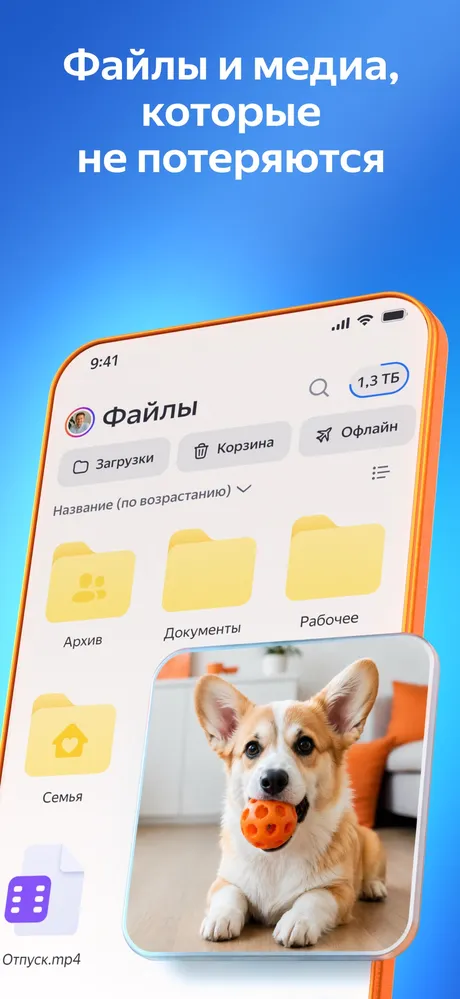 Файлы и медиа,
которые
не потеряются
9:41
Файлы
1,3 ТБ
Загрузки
Корзина
Офлайн
Название (по возрастанию)
Архив
Документы
Рабочее
Семья
Отпуск.mp4